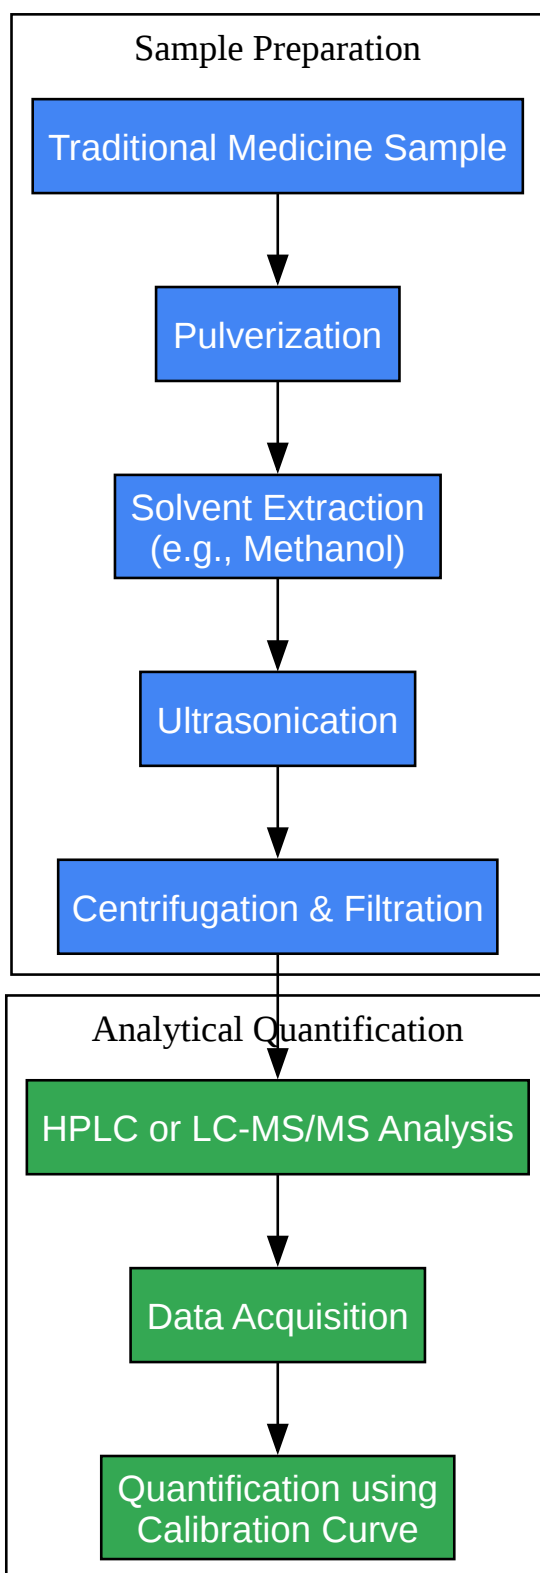 Sample Preparation
Traditional Medicine Sample
Pulverization
Solvent Extraction
(e.g., Methanol)
Ultrasonication
Centrifugation & Filtration
Analytical Quantification
HPLC or LC-MS/MS Analysis
Data Acquisition
Quantification using
Calibration Curve